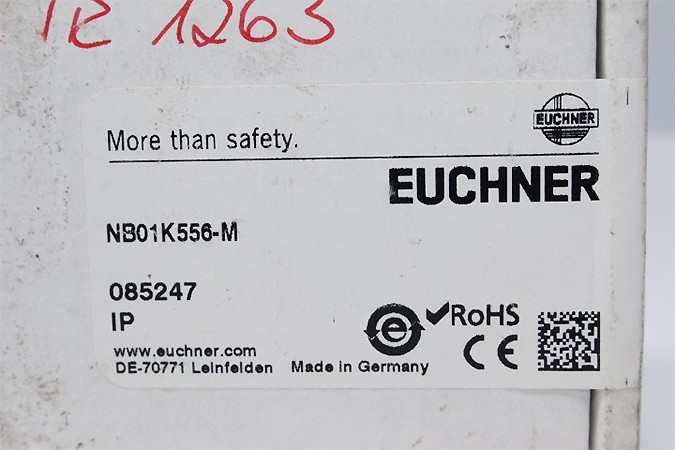 1263
EUCHNER
More than safety.
EUCHNER
NB01K556-M
085247
IP
e
RoHS
CE
www.euchner.com
DE-70771 Leinfelden Made in Germany